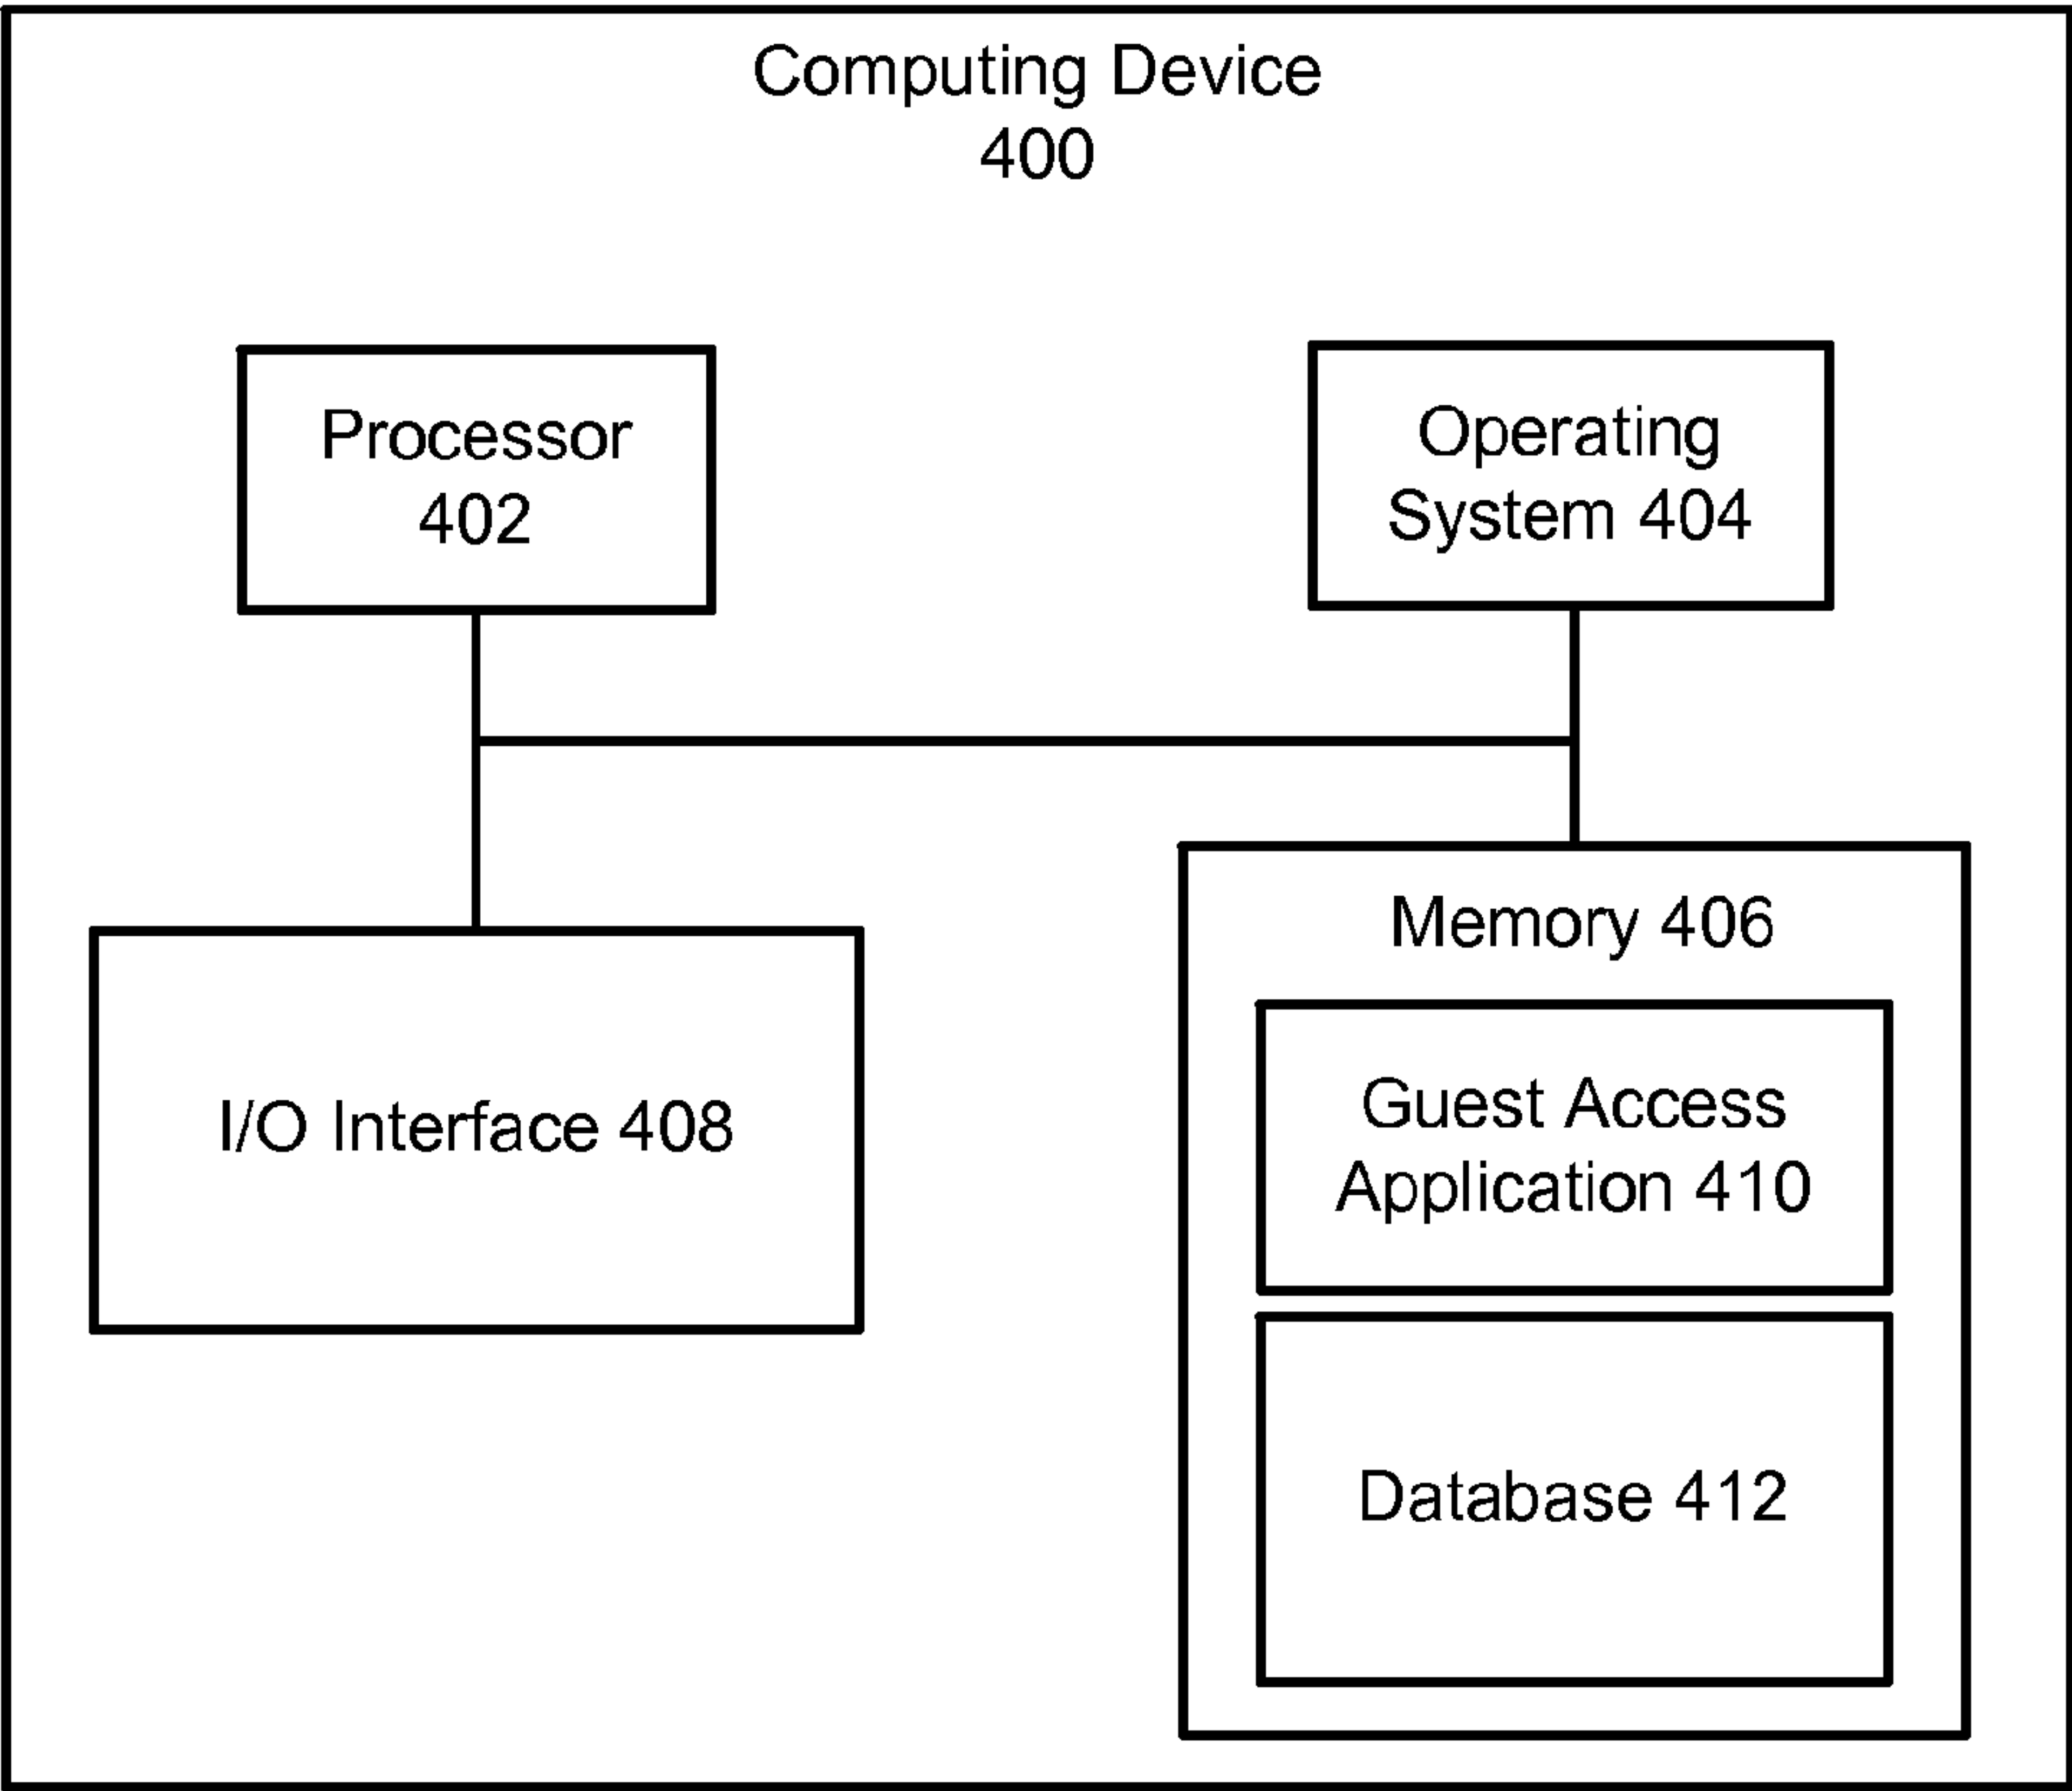 Computing Device
400
Processor
402
Operating
System 404
I/O Interface 408
Memory 406
Guest Access
Application 410
Database 412